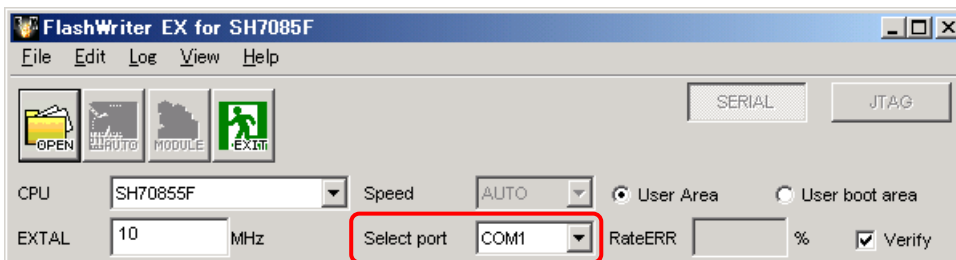 FlashWriter EX for SH7085F
File Edit Log View Help
OPEN AUTO MODULE EXIT SERIAL JTAG
CPU SH70855F Speed AUTO User Area User boot area
EXTAL 10 MHz Select port COM1 RateERR % Verify